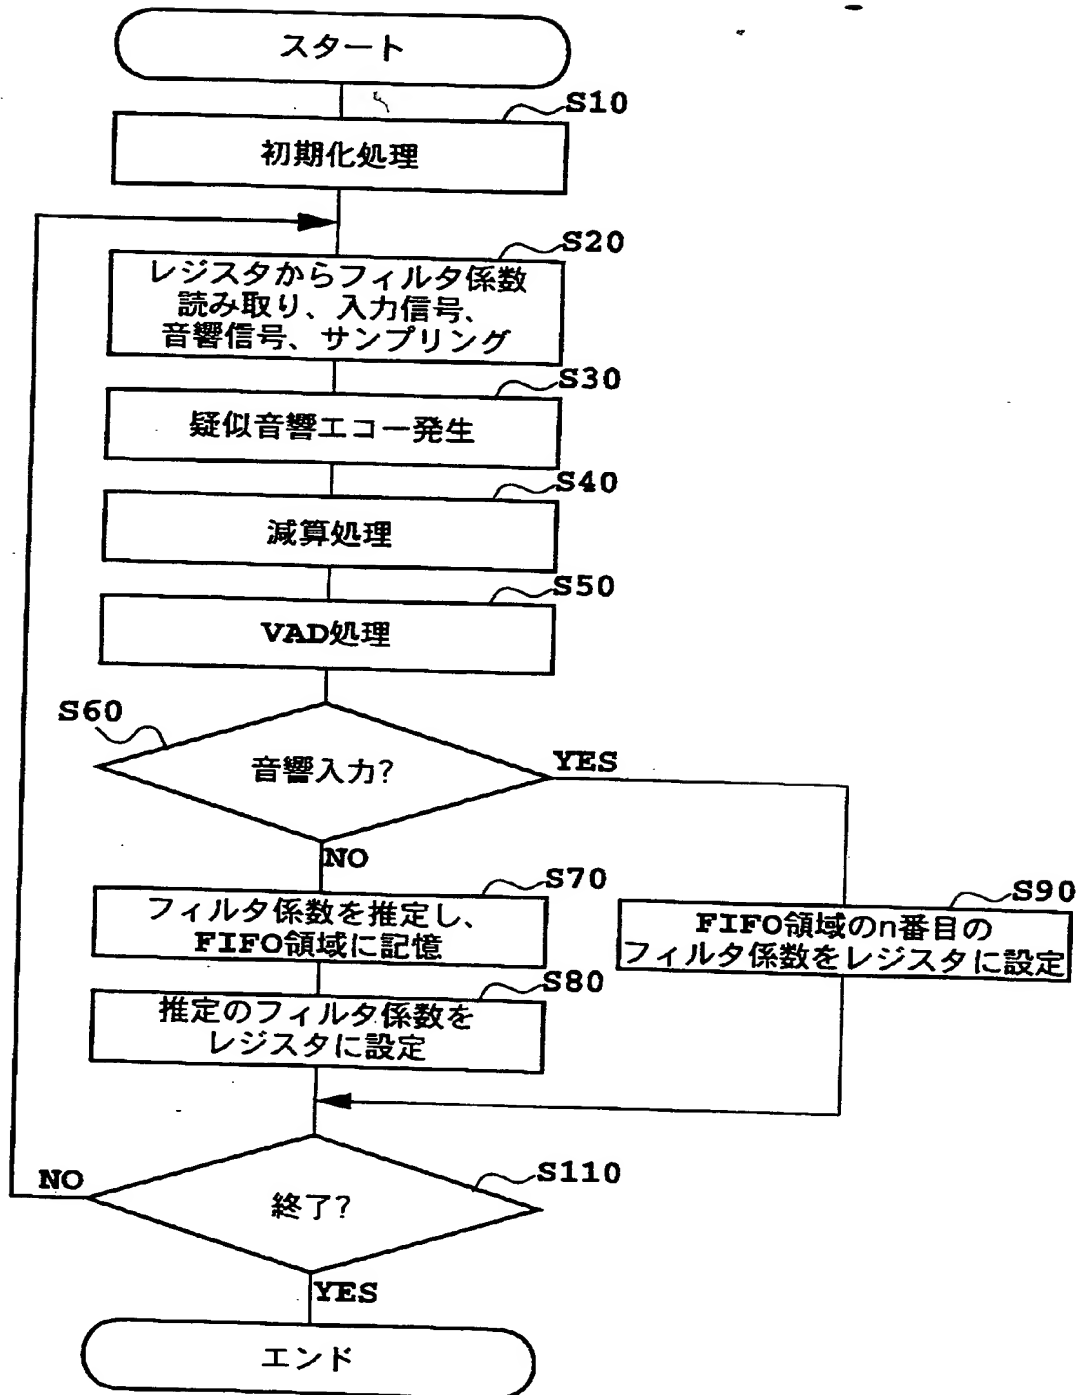 スタート
S10
初期化処理
S20
レジスタからフィルタ係数
読み取り、入力信号、
音響信号、サンプリング
S30
疑似音響エコー発生
S40
減算処理
S50
VAD処理
S60
音響入力?
YES
NO
S70
フィルタ係数を推定し、
FIFO領域に記憶
S90
FIFO領域のn番目の
フィルタ係数をレジスタに設定
S80
推定のフィルタ係数を
レジスタに設定
NO
S110
終了?
YES
エンド